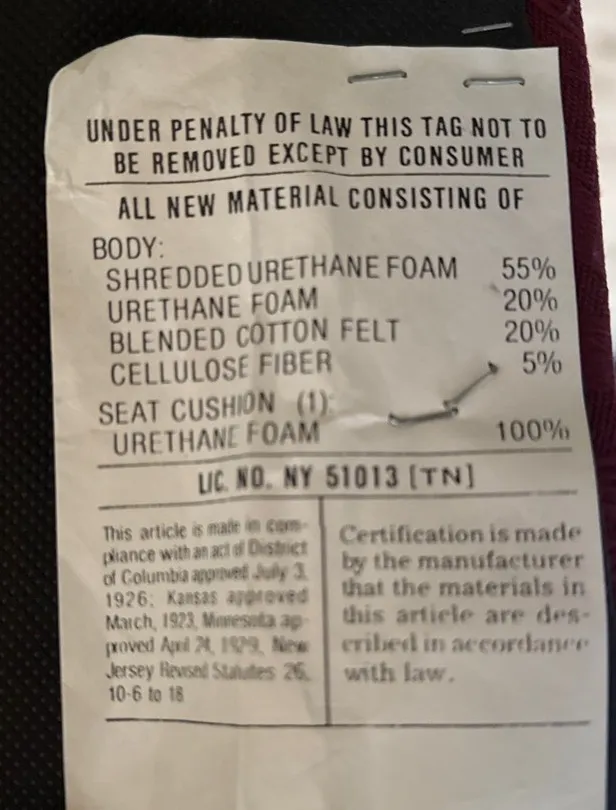 UNDER PENALTY OF LAW THIS TAG NOT TO
BE REMOVED EXCEPT BY CONSUMER
ALL NEW MATERIAL CONSISTING OF
BODY:
SHREDDED URETHANE FOAM 55%
URETHANE FOAM 20%
BLENDED COTTON FELT 20%
CELLULOSE FIBER 5%
SEAT CUSHION (1):
URETHANE FOAM 100%
LIC. NO. NY 51013 [TN]
This article is made in com-
pliance with an act of District
of Columbia approved July 3,
1926; Kansas approved
March, 1923, Minnesota ap-
proved April 24, 1929, New
Jersey Revised Statutes 26,
10-6 to 18
Certification is made
by the manufacturer
that the materials in
this article are des-
cribed in accordance
with law.